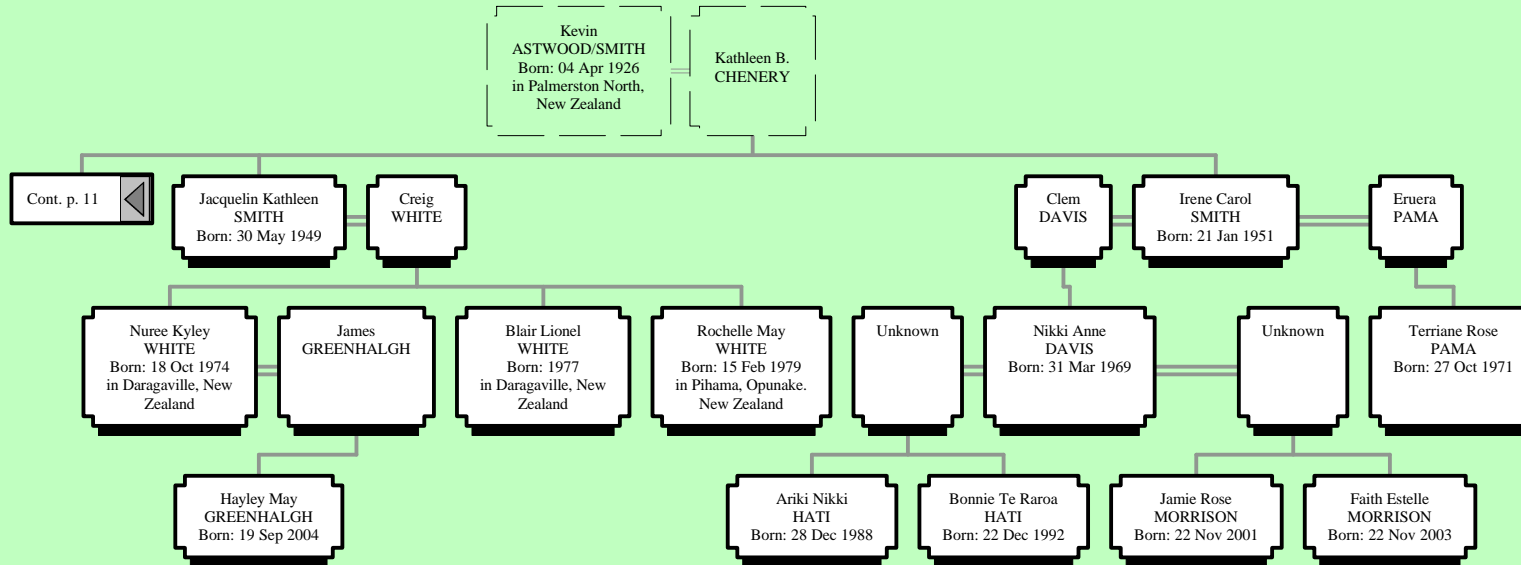 Kevin
ASTWOOD/SMITH
Born: 04 Apr 1926
in Palmerston North,
New Zealand
Kathleen B.
CHENERY
Cont. p. 11
Jacquelin Kathleen
SMITH
Born: 30 May 1949
Creig
WHITE
Clem
DAVIS
Irene Carol
SMITH
Born: 21 Jan 1951
Eruera
PAMA
Nuree Kyley
WHITE
Born: 18 Oct 1974
in Daragaville, New
Zealand
James
GREENHALGH
Blair Lionel
WHITE
Born: 1977
in Daragaville, New
Zealand
Rochelle May
WHITE
Born: 15 Feb 1979
in Pihama, Opunake.
New Zealand
Unknown
Nikki Anne
DAVIS
Born: 31 Mar 1969
Unknown
Terriane Rose
PAMA
Born: 27 Oct 1971
Hayley May
GREENHALGH
Born: 19 Sep 2004
Ariki Nikki
HATI
Born: 28 Dec 1988
Bonnie Te Raroa
HATI
Born: 22 Dec 1992
Jamie Rose
MORRISON
Born: 22 Nov 2001
Faith Estelle
MORRISON
Born: 22 Nov 2003